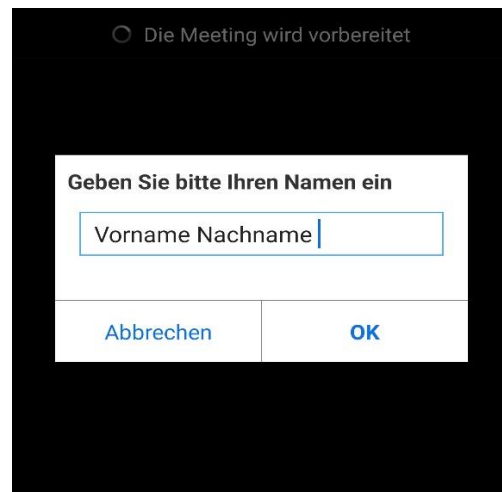 Die Meeting wird vorbereitet
Geben Sie bitte Ihren Namen ein
Vorname Nachname
Abbrechen
OK